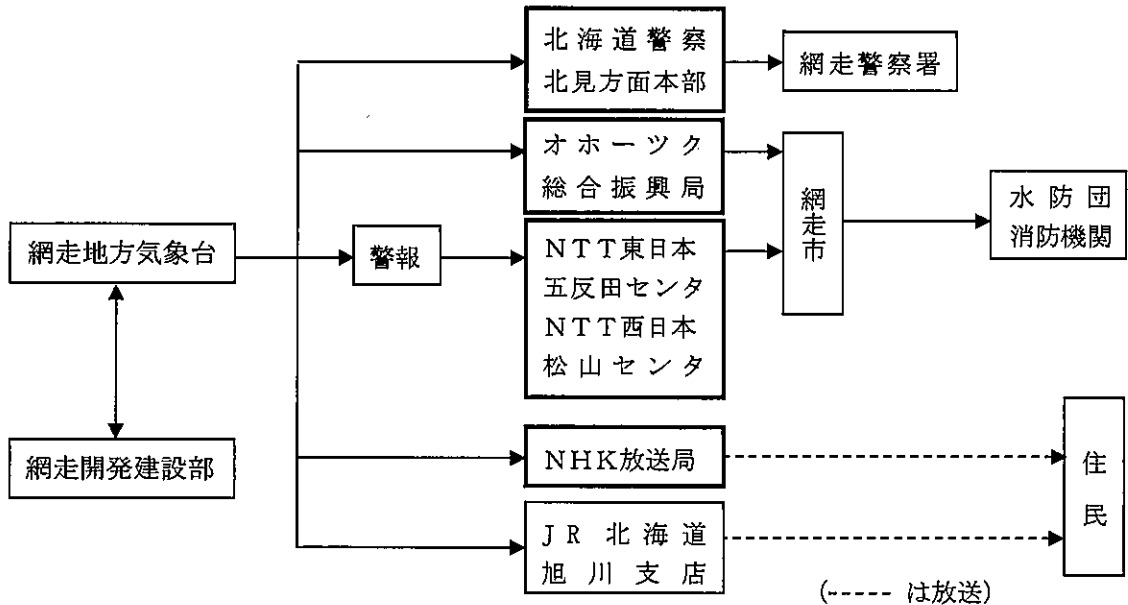 北海道警察
北見方面本部
網走警察署
オホーツク
総合振興局
網走市
水防団
消防機関
網走地方気象台
警報
NTT東日本
五反田センタ
NTT西日本
松山センタ
網走開発建設部
NHK放送局
住民
JR北海道
旭川支店
(----- は放送)